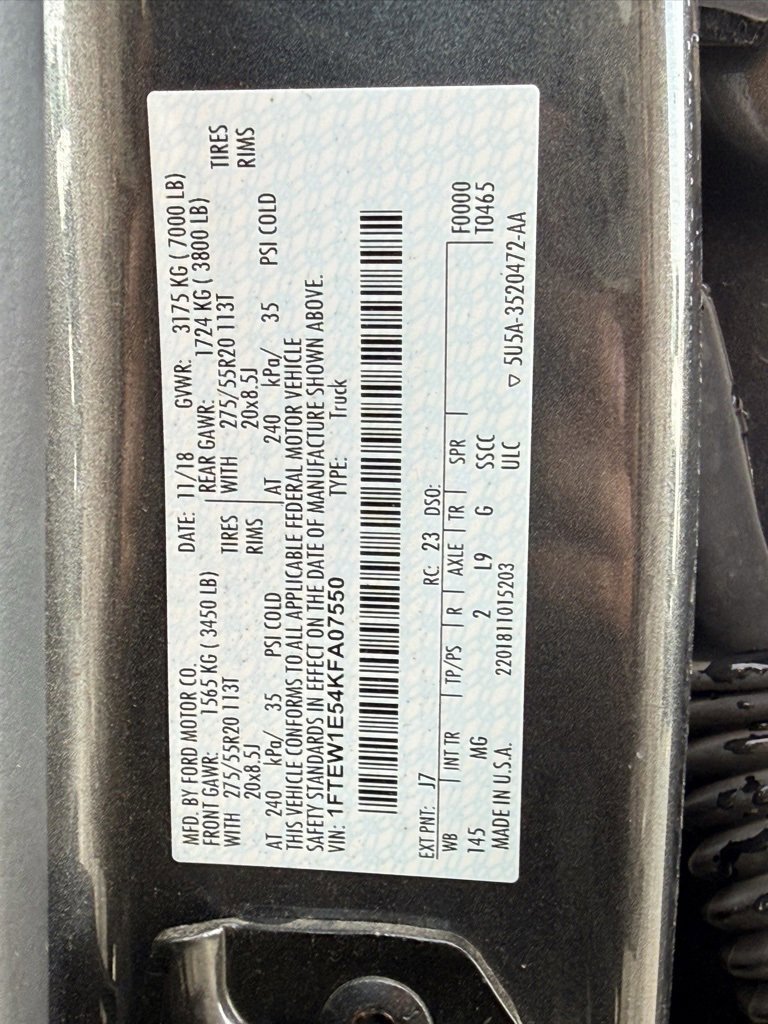 MFD. BY FORD MOTOR CO.
DATE: 11/18 GVWR: 3175 KG ( 7000 LB)
FRONT GAWR: 1565 KG ( 3450 LB)
REAR GAWR: 1724 KG ( 3800 LB)
WITH 275/55R20 113T TIRES
WITH 275/55R20 113T TIRES
20x8.5J RIMS
20x8.5J RIMS
AT 240 kPa/ 35 PSI COLD
AT 240 kPa/ 35 PSI COLD
THIS VEHICLE CONFORMS TO ALL APPLICABLE FEDERAL MOTOR VEHICLE
SAFETY STANDARDS IN EFFECT ON THE DATE OF MANUFACTURE SHOWN ABOVE.
VIN: 1FTEW1E54KFA07550 TYPE: Truck
EXT PNT: J7 RC: 23 DSO: F0000
WB INT TR TP/PS R AXLE TR SPR T0465
145 MG 2 L9 G SSCC
MADE IN U.S.A. 2201811015203 ULC ▽ 5U5A-3520472-AA